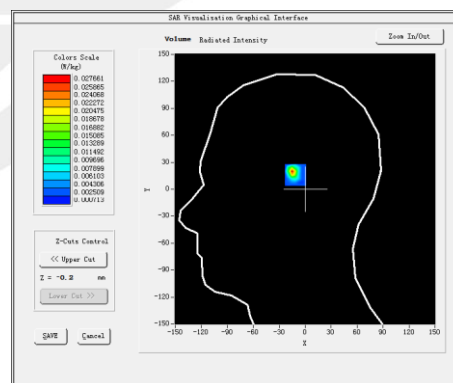 SAR Visualisation Graphical Interface
Volume Radiated Intensity
Zoom In/Out
Colors Scale
(W/kg)
0.027661
0.025865
0.024068
0.022272
0.020475
0.018678
0.016882
0.015085
0.013289
0.011492
0.009696
0.007899
0.006103
0.004306
0.002509
0.000713
Z-Cuts Control
<< Upper Cut
Z = -0.2 mm
Lower Cut >>
SAVE Cancel
150
120
90
60
30
0
-30
-60
-90
-120
-150
Y
-150 -120 -90 -60 -30 0 30 60 90 120 150
X